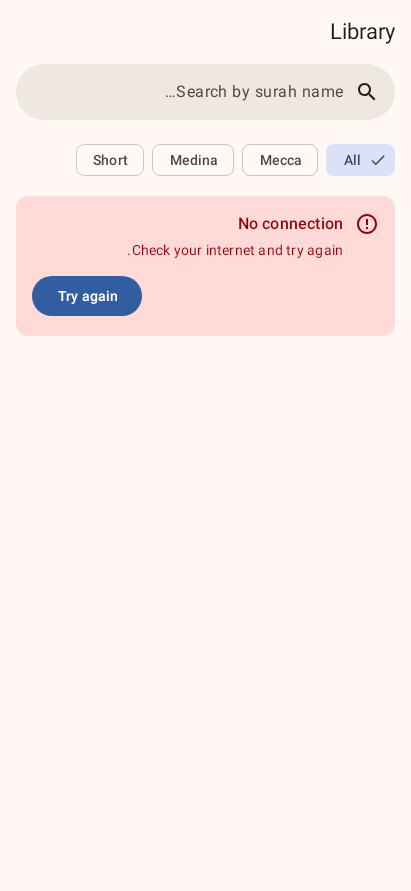 Library
Search by surah name...
All
Mecca
Medina
Short
No connection
Check your internet and try again.
Try again